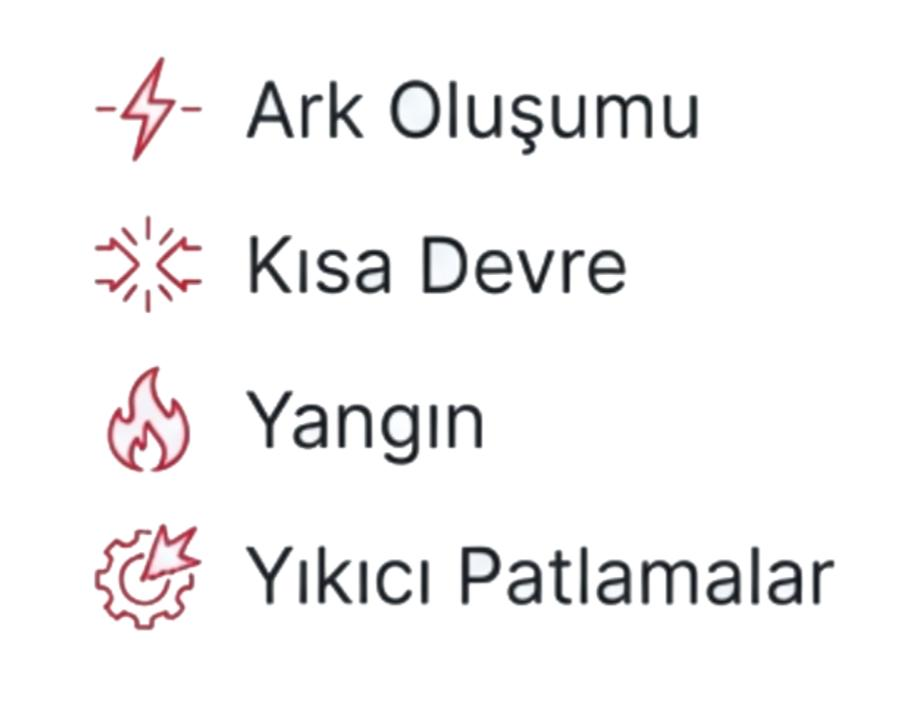 Ark Oluşumu
Kısa Devre
Yangın
Yıkıcı Patlamalar